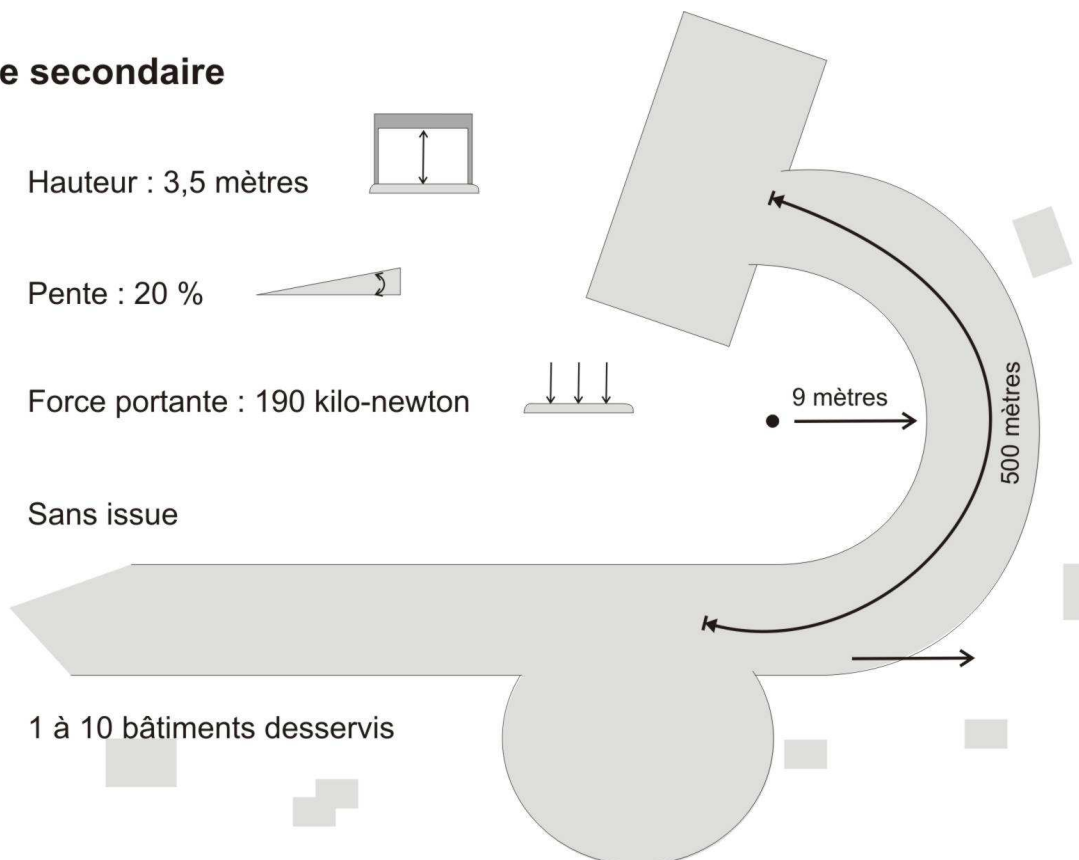 e secondaire
Hauteur : 3,5 mètres
Pente : 20 %
Force portante : 190 kilo-newton
9 mètres
500 mètres
Sans issue
1 à 10 bâtiments desservis